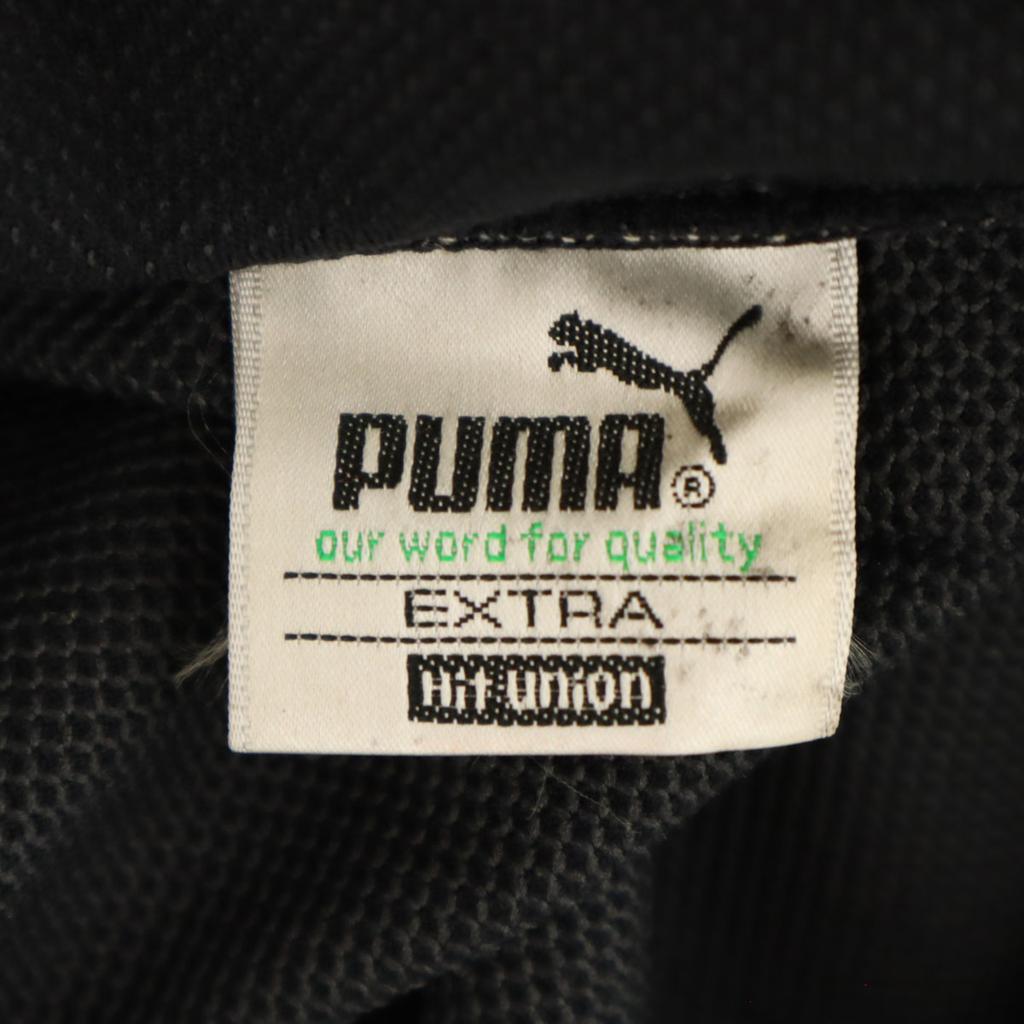 PUMA®
our word for quality
EXTRA
Hit union